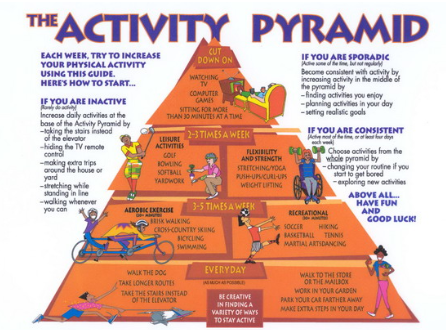 THE ACTIVITY PYRAMID
EACH WEEK, TRY TO INCREASE
YOUR PHYSICAL ACTIVITY
USING THIS GUIDE.
HERE'S HOW TO START...
IF YOU ARE INACTIVE
(Rarely do activity)
Increase daily activities at the
base of the Activity Pyramid by
–taking the stairs instead
of the elevator
–hiding the TV remote
control
–making extra trips
around the house or
yard
–stretching while
standing in line
–walking whenever
you can
CUT
DOWN ON
WATCHING
TV
COMPUTER
GAMES
SITTING FOR MORE
THAN 30 MINUTES AT A TIME
IF YOU ARE SPORADIC
(Active some of the time, but not regularly)
Become consistent with activity by
increasing activity in the middle of
the pyramid by
–finding activities you enjoy
–planning activities in your day
–setting realistic goals
IF YOU ARE CONSISTENT
(Active most of the time, or at least four days
each week)
Choose activities from the
whole pyramid by
–changing your routine if you
start to get bored
–exploring new activities
ABOVE ALL...
HAVE FUN
AND
GOOD LUCK!
2-3 TIMES A WEEK
LEISURE
ACTIVITIES
GOLF
BOWLING
SOFTBALL
YARDWORK
FLEXIBILITY
AND STRENGTH
STRETCHING/YOGA
PUSH-UPS/CURL-UPS
WEIGHT LIFTING
3-5 TIMES A WEEK
AEROBIC EXERCISE
(20+ MINUTES)
BRISK WALKING
CROSS-COUNTRY SKIING
BICYCLING
SWIMMING
RECREATIONAL
(30+ MINUTES)
SOCCER HIKING
BASKETBALL TENNIS
MARTIAL ARTS DANCING
EVERYDAY
(AS MUCH AS POSSIBLE)
WALK THE DOG
TAKE LONGER ROUTES
TAKE THE STAIRS INSTEAD
OF THE ELEVATOR
BE CREATIVE
IN FINDING A
VARIETY OF WAYS
TO STAY ACTIVE
WALK TO THE STORE
OR THE MAILBOX
WORK IN YOUR GARDEN
PARK YOUR CAR FARTHER AWAY
MAKE EXTRA STEPS IN YOUR DAY